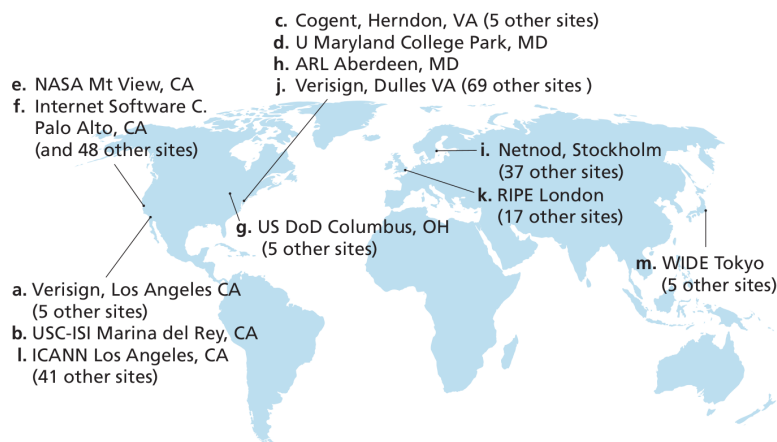 c. Cogent, Herndon, VA (5 other sites)
d. U Maryland College Park, MD
h. ARL Aberdeen, MD
j. Verisign, Dulles VA (69 other sites )
e. NASA Mt View, CA
f. Internet Software C.
Palo Alto, CA
(and 48 other sites)
i. Netnod, Stockholm
(37 other sites)
k. RIPE London
(17 other sites)
g. US DoD Columbus, OH
(5 other sites)
m. WIDE Tokyo
(5 other sites)
a. Verisign, Los Angeles CA
(5 other sites)
b. USC-ISI Marina del Rey, CA
l. ICANN Los Angeles, CA
(41 other sites)